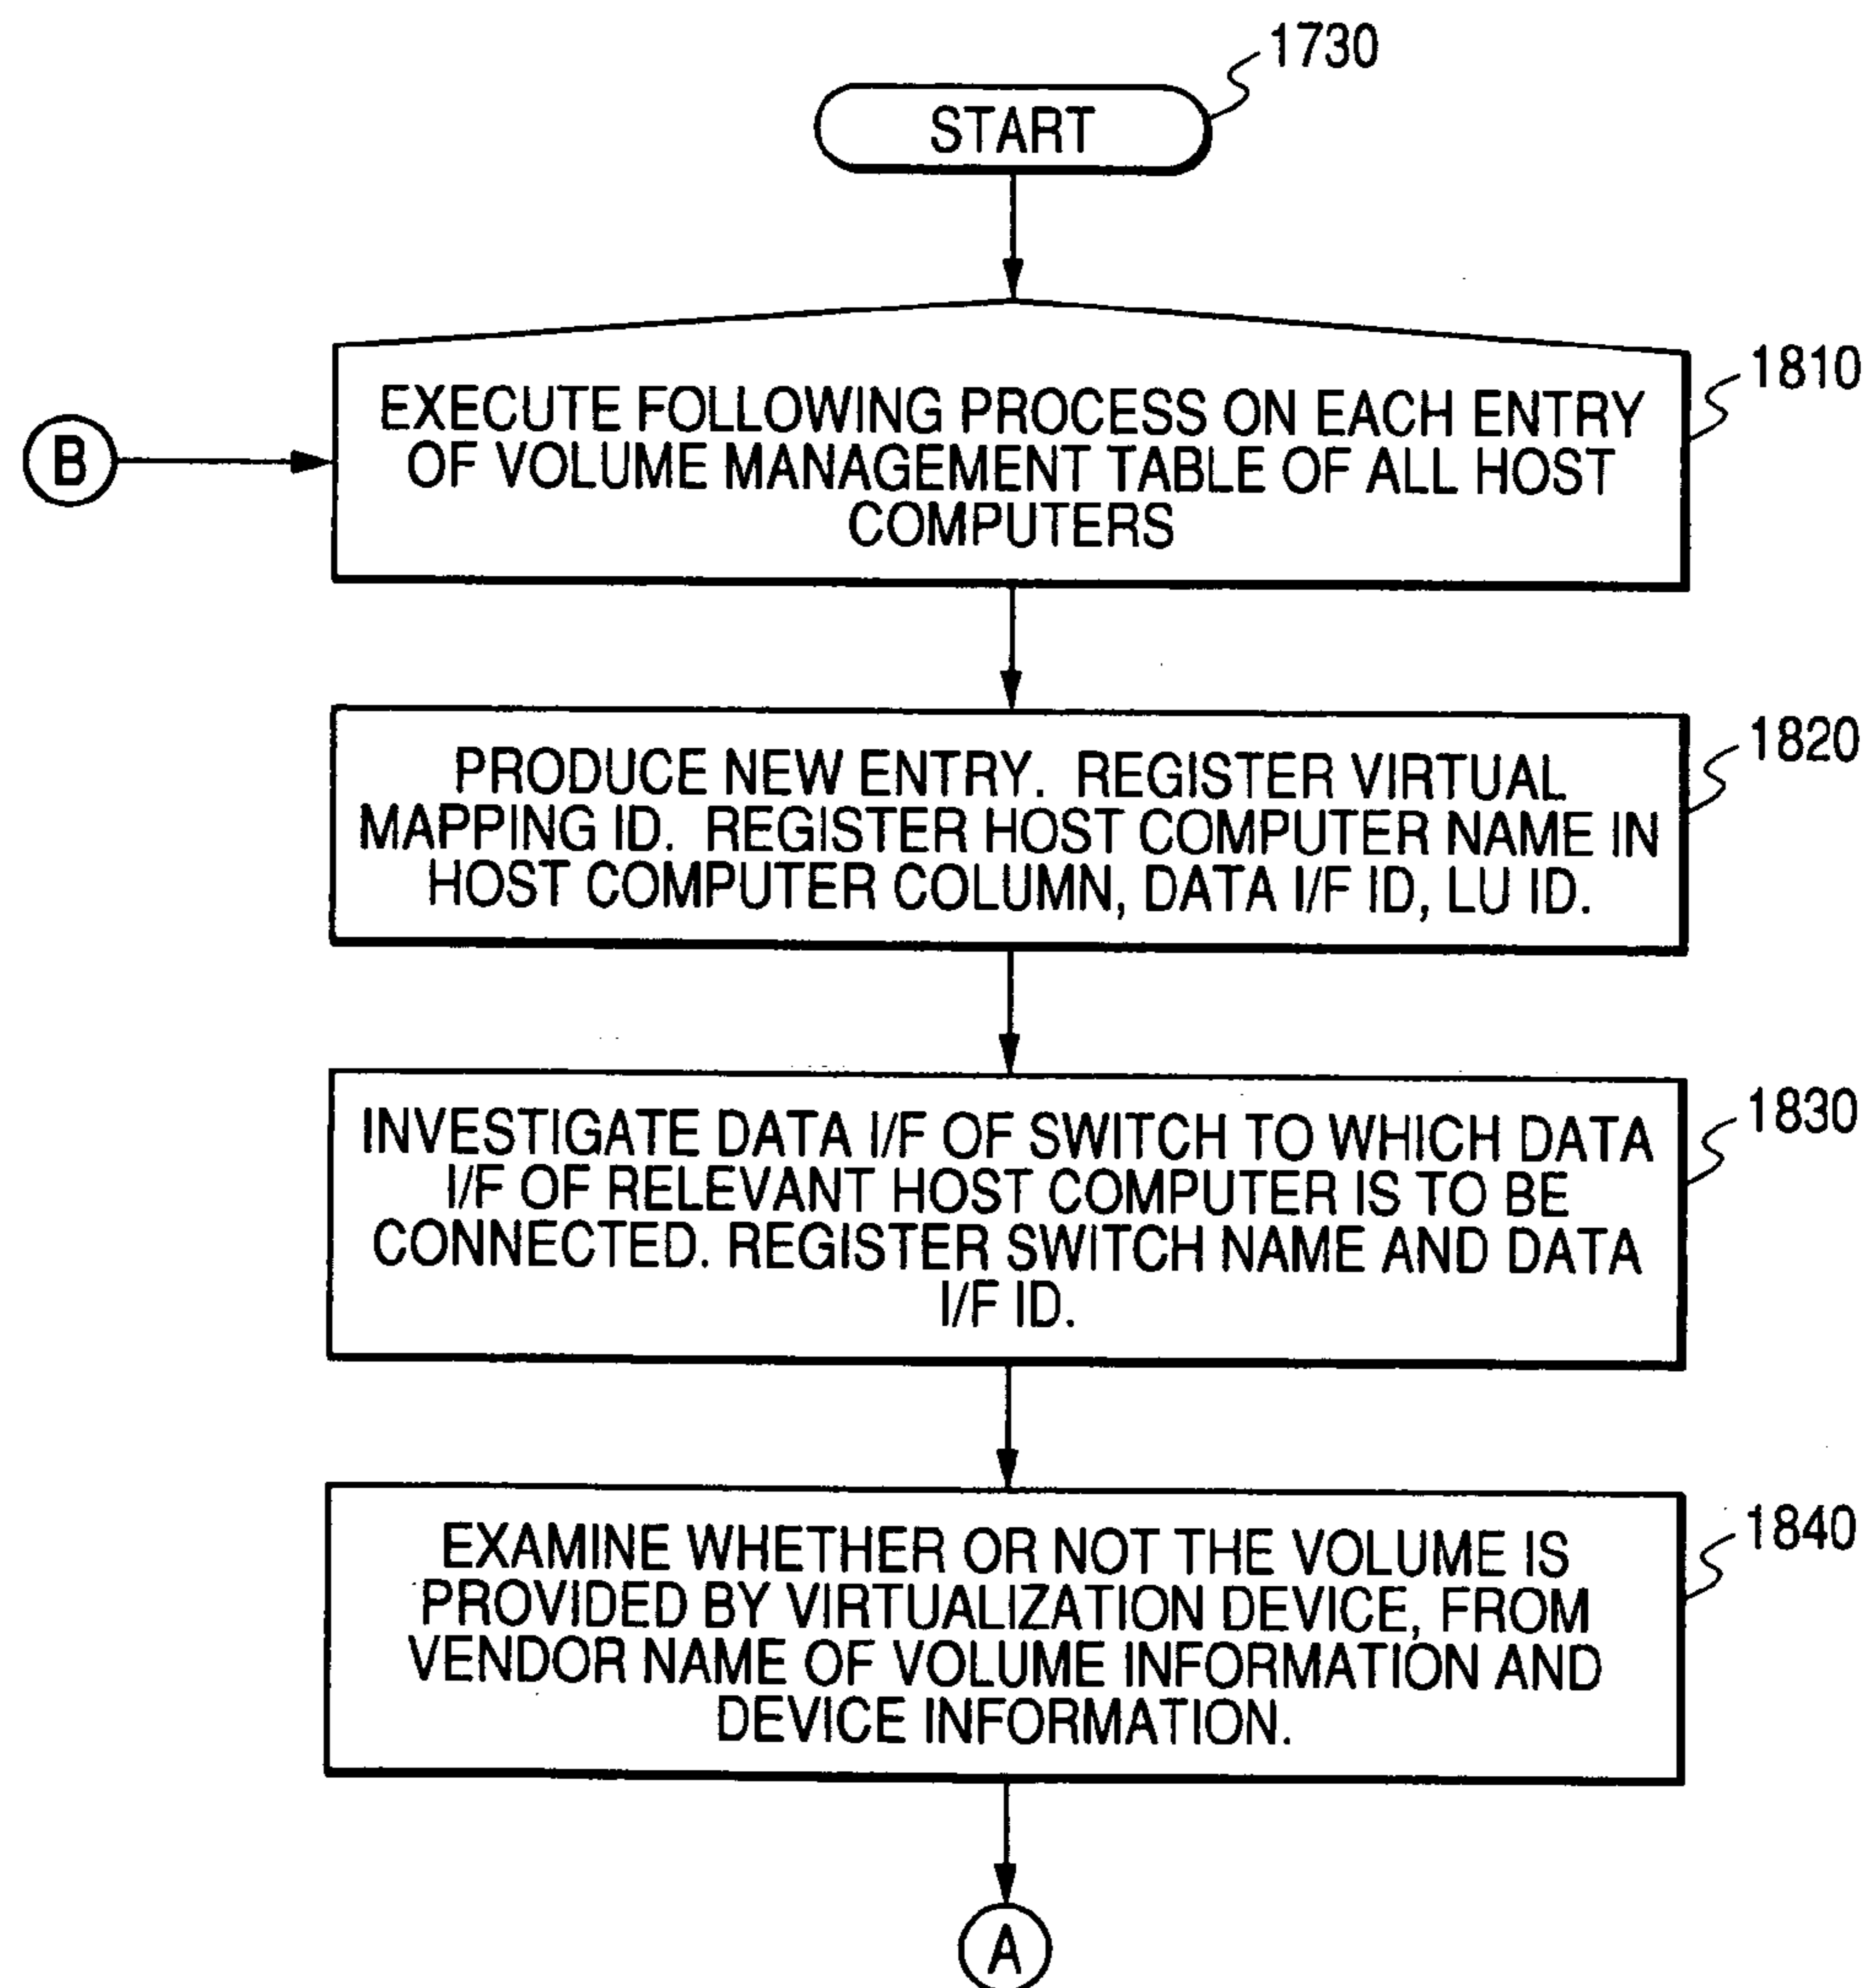 1730
START
1810
EXECUTE FOLLOWING PROCESS ON EACH ENTRY
OF VOLUME MANAGEMENT TABLE OF ALL HOST
COMPUTERS
B
1820
PRODUCE NEW ENTRY. REGISTER VIRTUAL
MAPPING ID. REGISTER HOST COMPUTER NAME IN
HOST COMPUTER COLUMN, DATA I/F ID, LU ID.
1830
INVESTIGATE DATA I/F OF SWITCH TO WHICH DATA
I/F OF RELEVANT HOST COMPUTER IS TO BE
CONNECTED. REGISTER SWITCH NAME AND DATA
I/F ID.
1840
EXAMINE WHETHER OR NOT THE VOLUME IS
PROVIDED BY VIRTUALIZATION DEVICE, FROM
VENDOR NAME OF VOLUME INFORMATION AND
DEVICE INFORMATION.
A